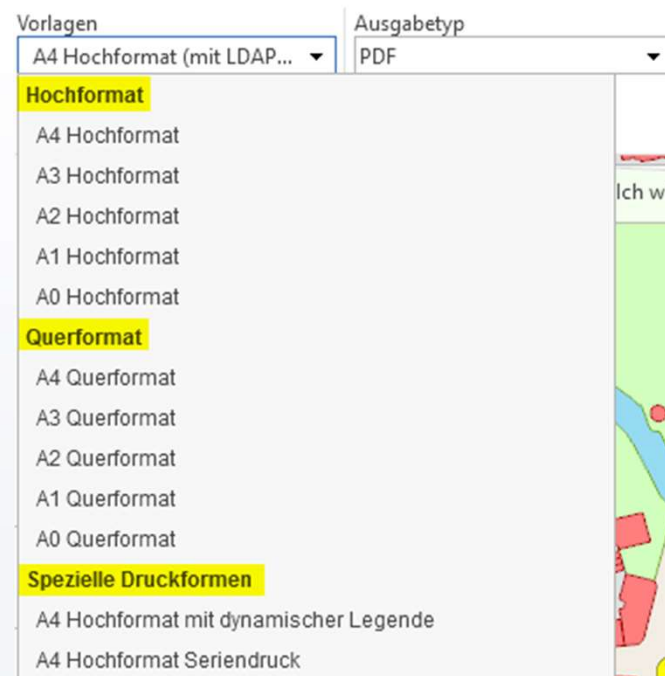 Vorlagen
Ausgabetyp
A4 Hochformat (mit LDAP...
PDF
Hochformat
A4 Hochformat
A3 Hochformat
Ich w
A2 Hochformat
A1 Hochformat
A0 Hochformat
Querformat
A4 Querformat
A3 Querformat
A2 Querformat
A1 Querformat
A0 Querformat
Spezielle Druckformen
A4 Hochformat mit dynamischer Legende
A4 Hochformat Seriendruck